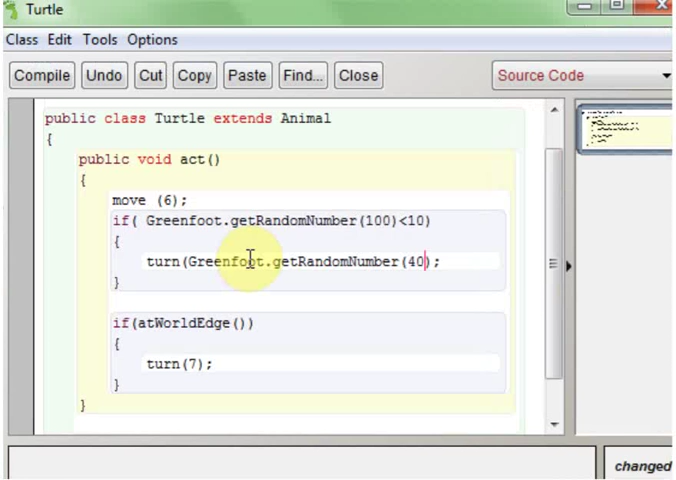 Turtle
Class Edit Tools Options
Compile Undo Cut Copy Paste Find... Close Source Code
public class Turtle extends Animal
{
public void act()
{
move (6);
if( Greenfoot.getRandomNumber(100)<10)
{
turn(Greenfoot.getRandomNumber(40);
}
if(atWorldEdge())
{
turn(7);
}
}
changed